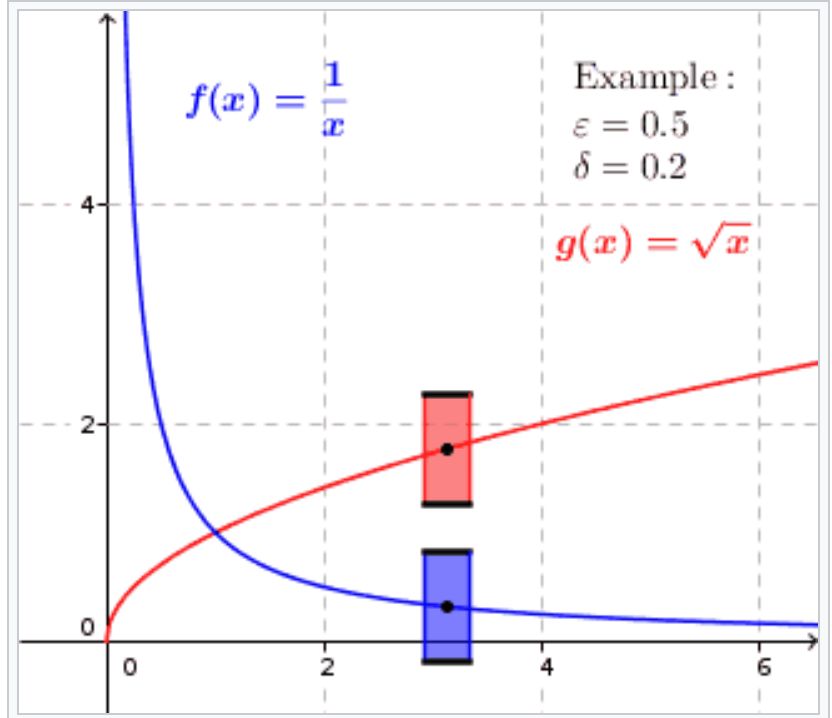 f(x) = 1/x
Example :
ε = 0.5
δ = 0.2
4
g(x) = √x
2
0
0 2 4 6